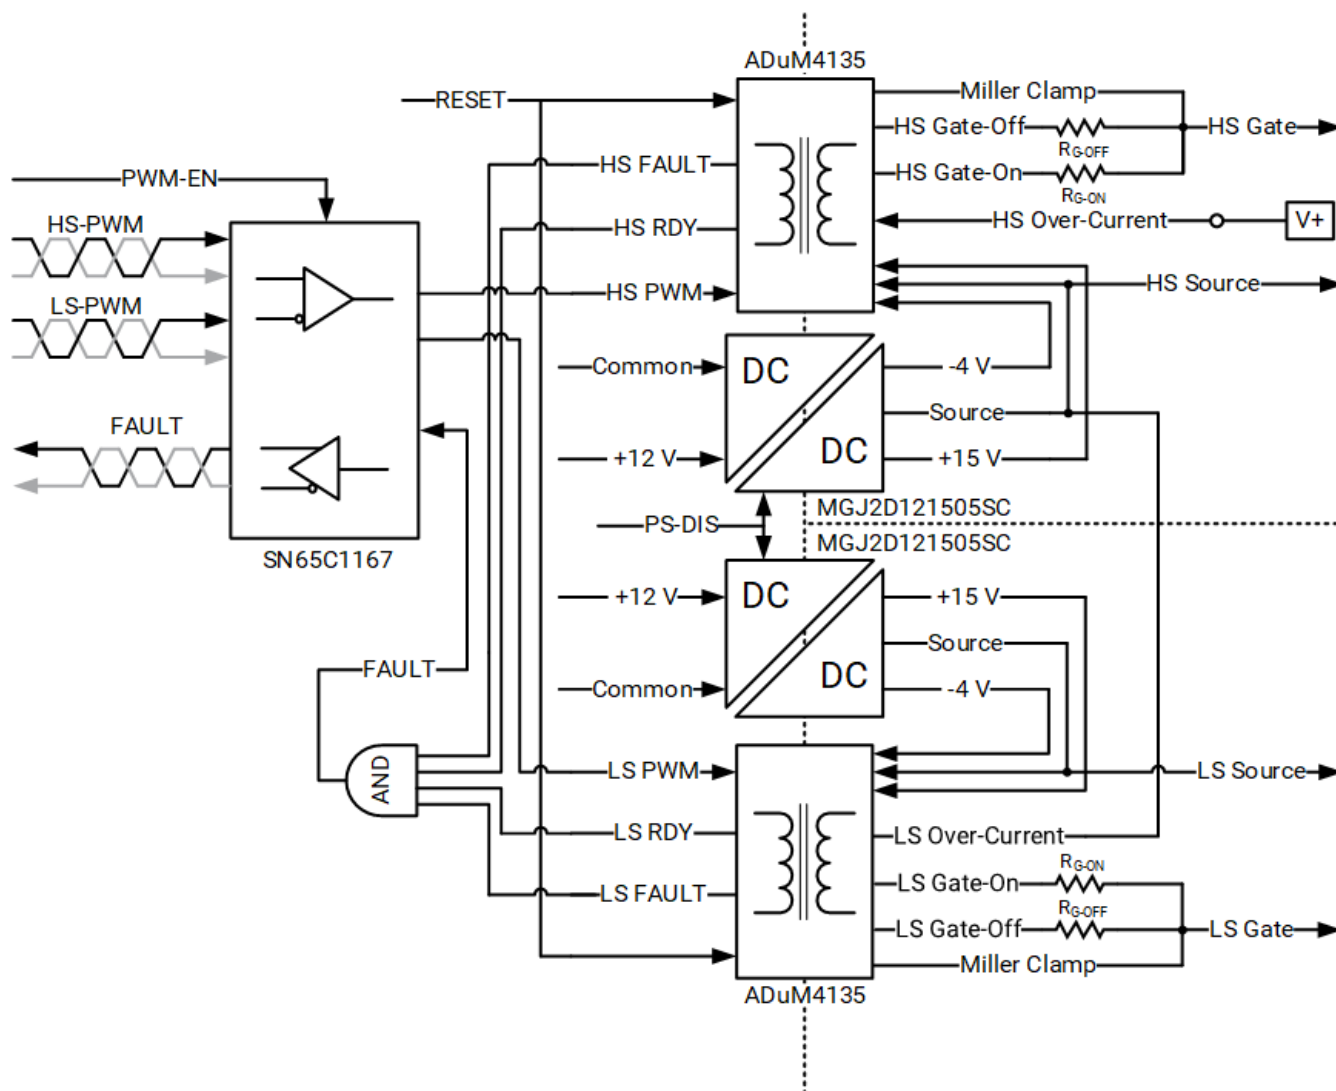 ADuM4135
RESET
Miller Clamp
HS Gate-Off
RG-OFF
HS Gate
HS FAULT
HS Gate-On
RG-ON
PWM-EN
HS-PWM
HS RDY
HS Over-Current
V+
HS PWM
HS Source
LS-PWM
Common
DC
-4 V
Source
FAULT
+12 V
DC
+15 V
MGJ2D121505SC
PS-DIS
MGJ2D121505SC
SN65C1167
+12 V
DC
+15 V
Source
FAULT
Common
DC
-4 V
AND
LS PWM
LS Source
LS RDY
LS Over-Current
RG-ON
LS FAULT
LS Gate-On
RG-OFF
LS Gate-Off
LS Gate
Miller Clamp
ADuM4135